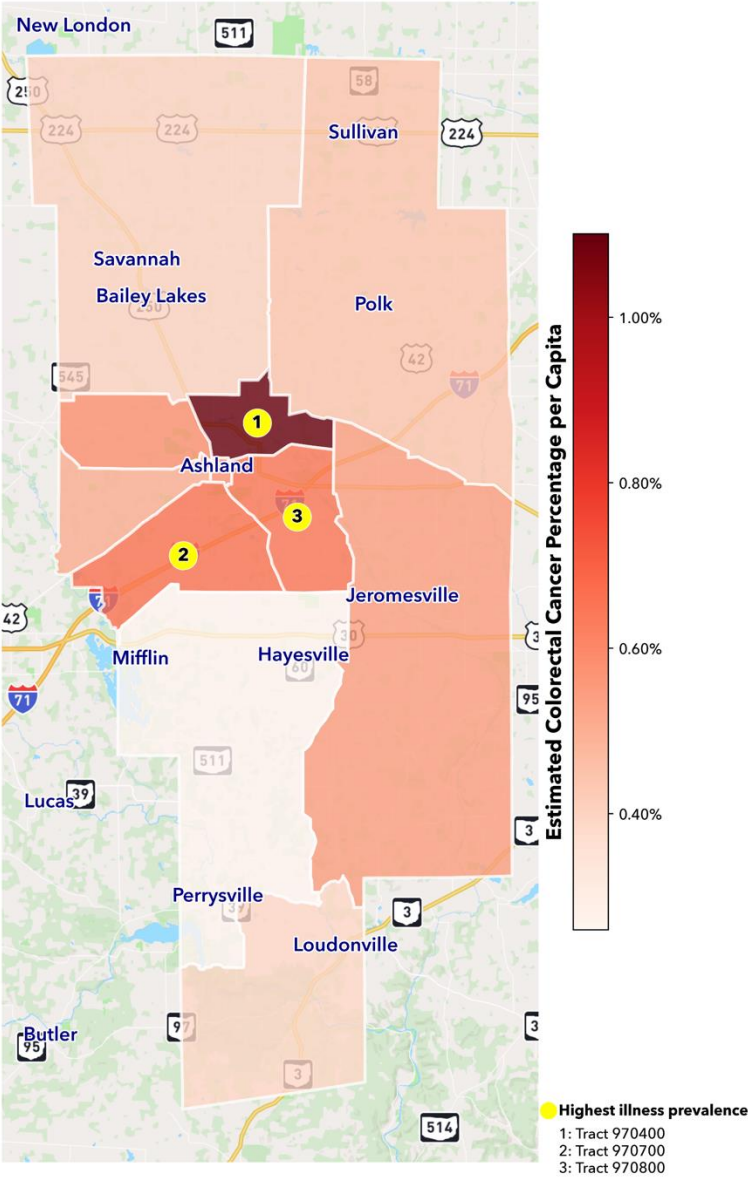 New London
511
250
58
224
224
Sullivan
224
Savannah
Bailey Lakes
250
Polk
42
545
71
1
Ashland
3
2
71
42
Jeromesville
30
Mifflin
Hayesville
60
71
95
511
Lucas
39
3
Perrysville
39
3
Loudonville
Butler
95
97
3
3
514
1.00%
0.80%
0.60%
0.40%
Estimated Colorectal Cancer Percentage per Capita
Highest illness prevalence
1: Tract 970400
2: Tract 970700
3: Tract 970800